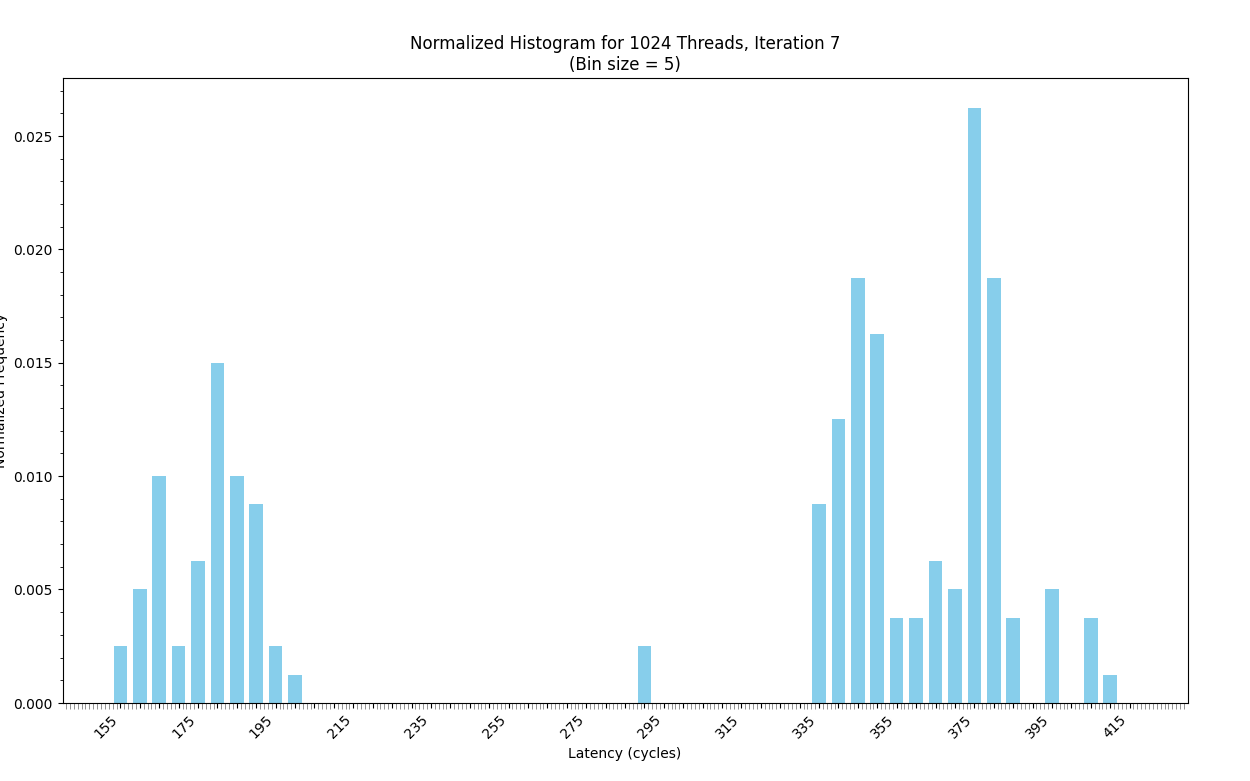 Normalized Histogram for 1024 Threads, Iteration 7
(Bin size = 5)
0.025
0.020
0.015
0.010
0.005
0.000
Normalized Frequency
155 175 195 215 235 255 275 295 315 335 355 375 395 415
Latency (cycles)